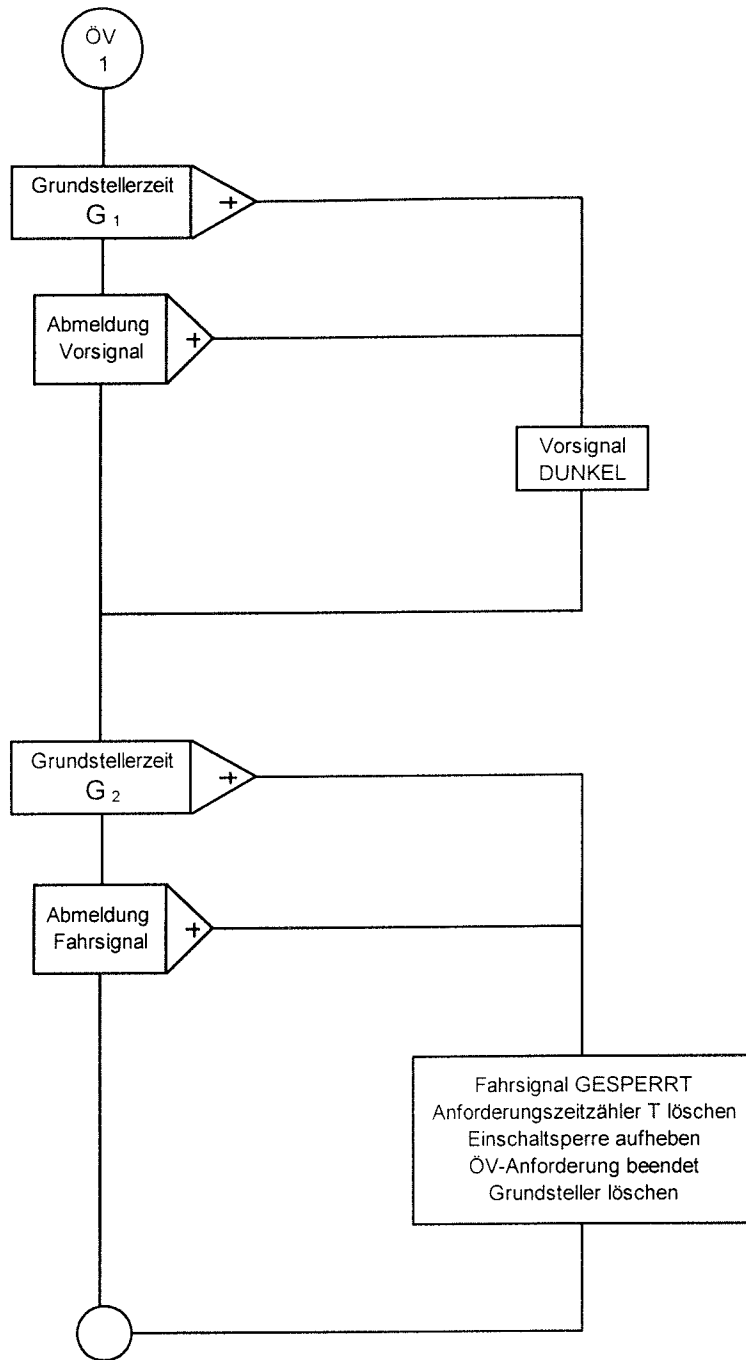 ÖV
1
Grundstellerzeit
G 1
+
Abmeldung
Vorsignal
+
Vorsignal
DUNKEL
Grundstellerzeit
G 2
+
Abmeldung
Fahrsignal
+
Fahrsignal GESPERRT
Anforderungszeitzähler T löschen
Einschaltsperre aufheben
ÖV-Anforderung beendet
Grundsteller löschen